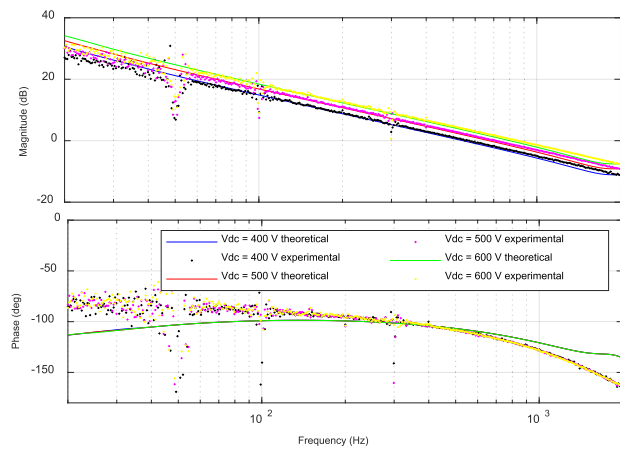 40
20
0
-20
Magnitude (dB)
0
-50
-100
-150
Phase (deg)
Vdc = 400 V theoretical
Vdc = 400 V experimental
Vdc = 500 V theoretical
Vdc = 500 V experimental
Vdc = 600 V theoretical
Vdc = 600 V experimental
10 2
10 3
Frequency (Hz)